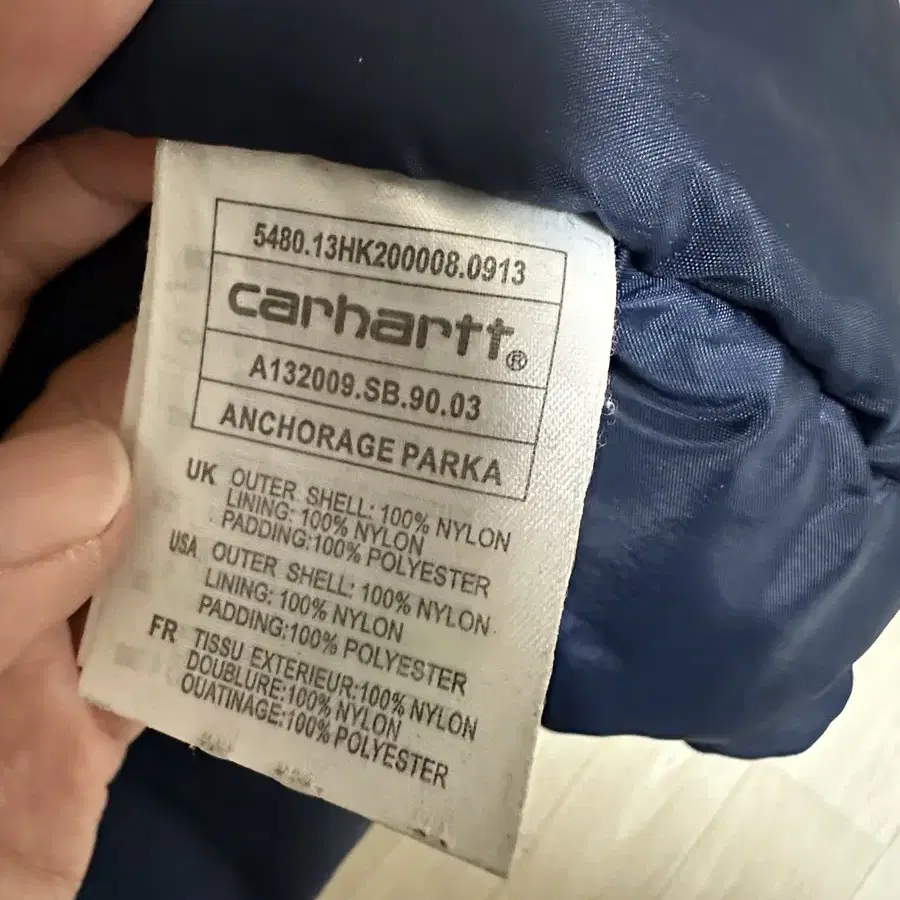 5480.13HK200008.0913
carhartt®
A132009.SB.90.03
ANCHORAGE PARKA
UK OUTER SHELL: 100% NYLON
LINING: 100% NYLON
PADDING:100% POLYESTER
USA OUTER SHELL: 100% NYLON
LINING: 100% NYLON
PADDING:100% POLYESTER
FR TISSU EXTERIEUR:100% NYLON
DOUBLURE:100% NYLON
OUATINAGE:100% POLYESTER